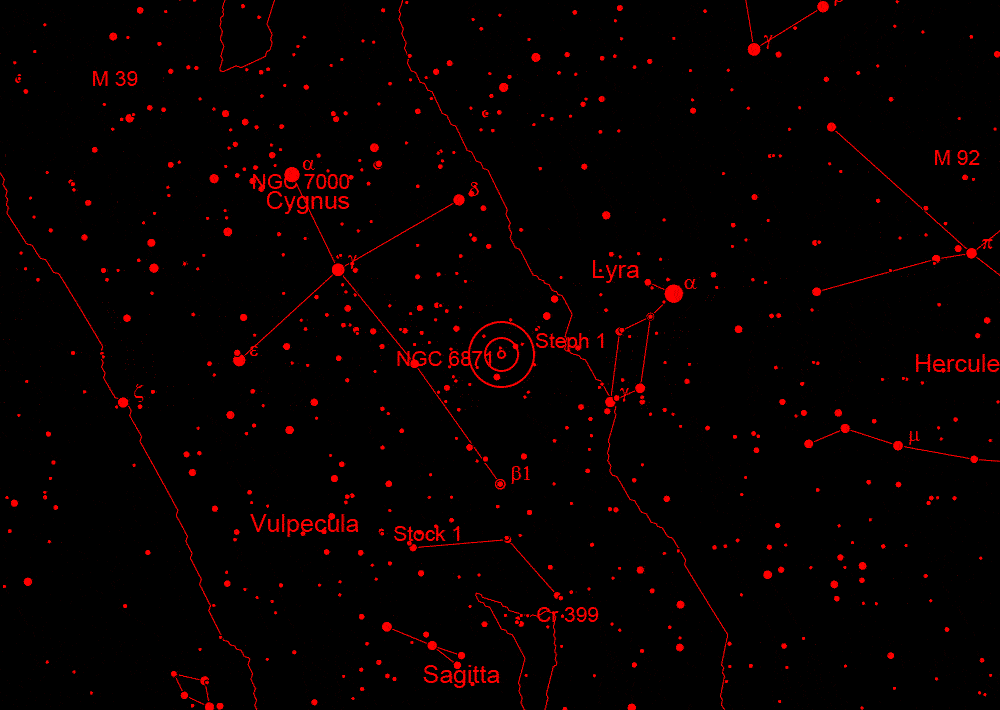 γ
M 39
M 92
α
NGC 7000
δ
Cygnus
π
γ
Lyra
α
Steph 1
ε
NGC 6871
Hercule
ζ
γ
μ
β1
Vulpecula
Stock 1
Cr 399
Sagitta